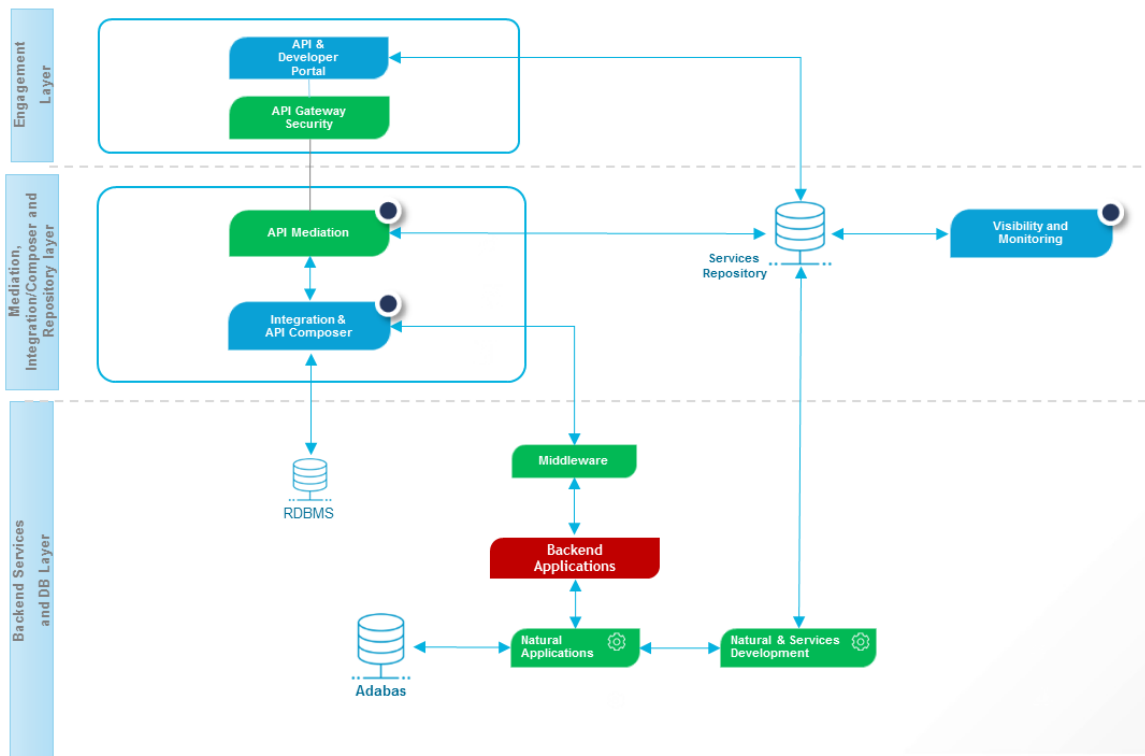 Engagement
Layer
API &
Developer
Portal
API Gateway
Security
Mediation,
Integration/Composer and
Repository layer
API Mediation
Integration &
API Composer
Services
Repository
Visibility and
Monitoring
Backend Services
and DB Layer
RDBMS
Middleware
Backend
Applications
Adabas
Natural
Applications
Natural & Services
Development